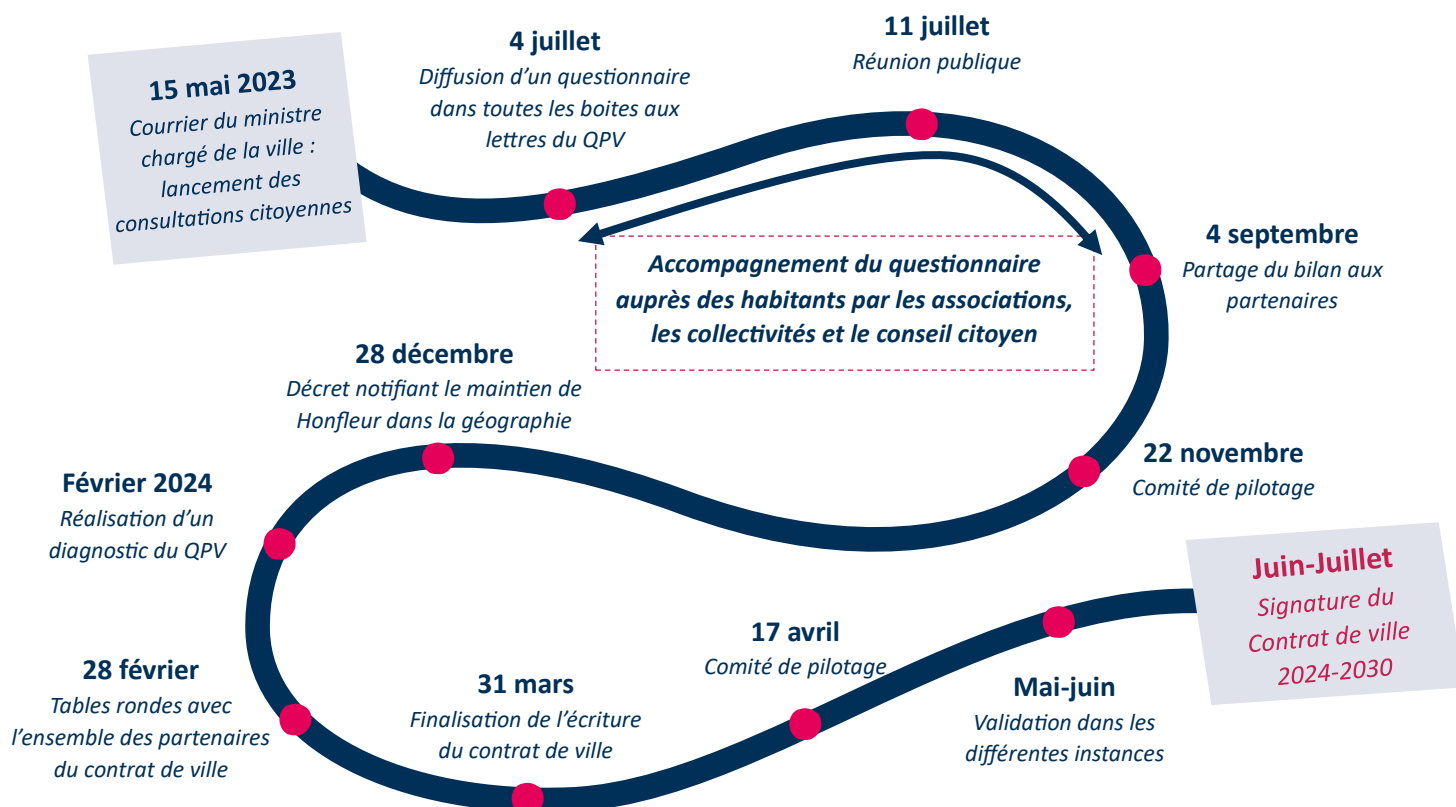 15 mai 2023
Courrier du ministre
chargé de la ville :
lancement des
consultations citoyennes
4 juillet
Diffusion d’un questionnaire
dans toutes les boites aux
lettres du QPV
11 juillet
Réunion publique
Accompagnement du questionnaire
auprès des habitants par les associations,
les collectivités et le conseil citoyen
4 septembre
Partage du bilan aux
partenaires
22 novembre
Comité de pilotage
28 décembre
Décret notifiant le maintien de
Honfleur dans la géographie
Février 2024
Réalisation d’un
diagnostic du QPV
28 février
Tables rondes avec
l’ensemble des partenaires
du contrat de ville
31 mars
Finalisation de l’écriture
du contrat de ville
17 avril
Comité de pilotage
Mai-juin
Validation dans les
différentes instances
Juin-Juillet
Signature du
Contrat de ville
2024-2030